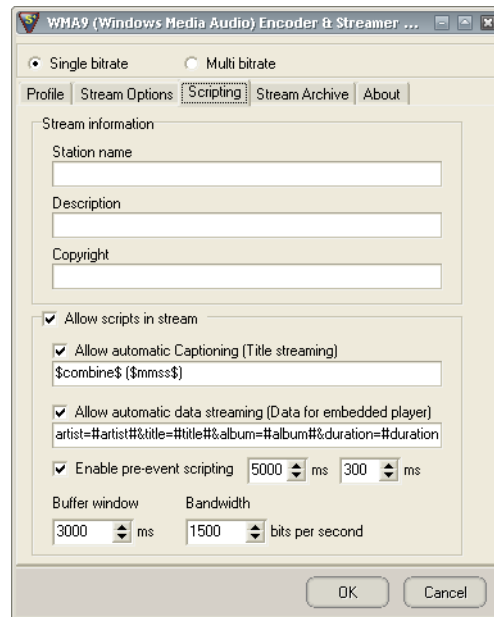 WMA9 (Windows Media Audio) Encoder & Streamer ...
Single bitrate Multi bitrate
Profile Stream Options Scripting Stream Archive About
Stream information
Station name
Description
Copyright
Allow scripts in stream
Allow automatic Captioning (Title streaming)
$combine$ ($mmss$)
Allow automatic data streaming (Data for embedded player)
artist=#artist#&title=#title#&album=#album#&duration=#duration
Enable pre-event scripting 5000 ms 300 ms
Buffer window Bandwidth
3000 ms 1500 bits per second
OK Cancel